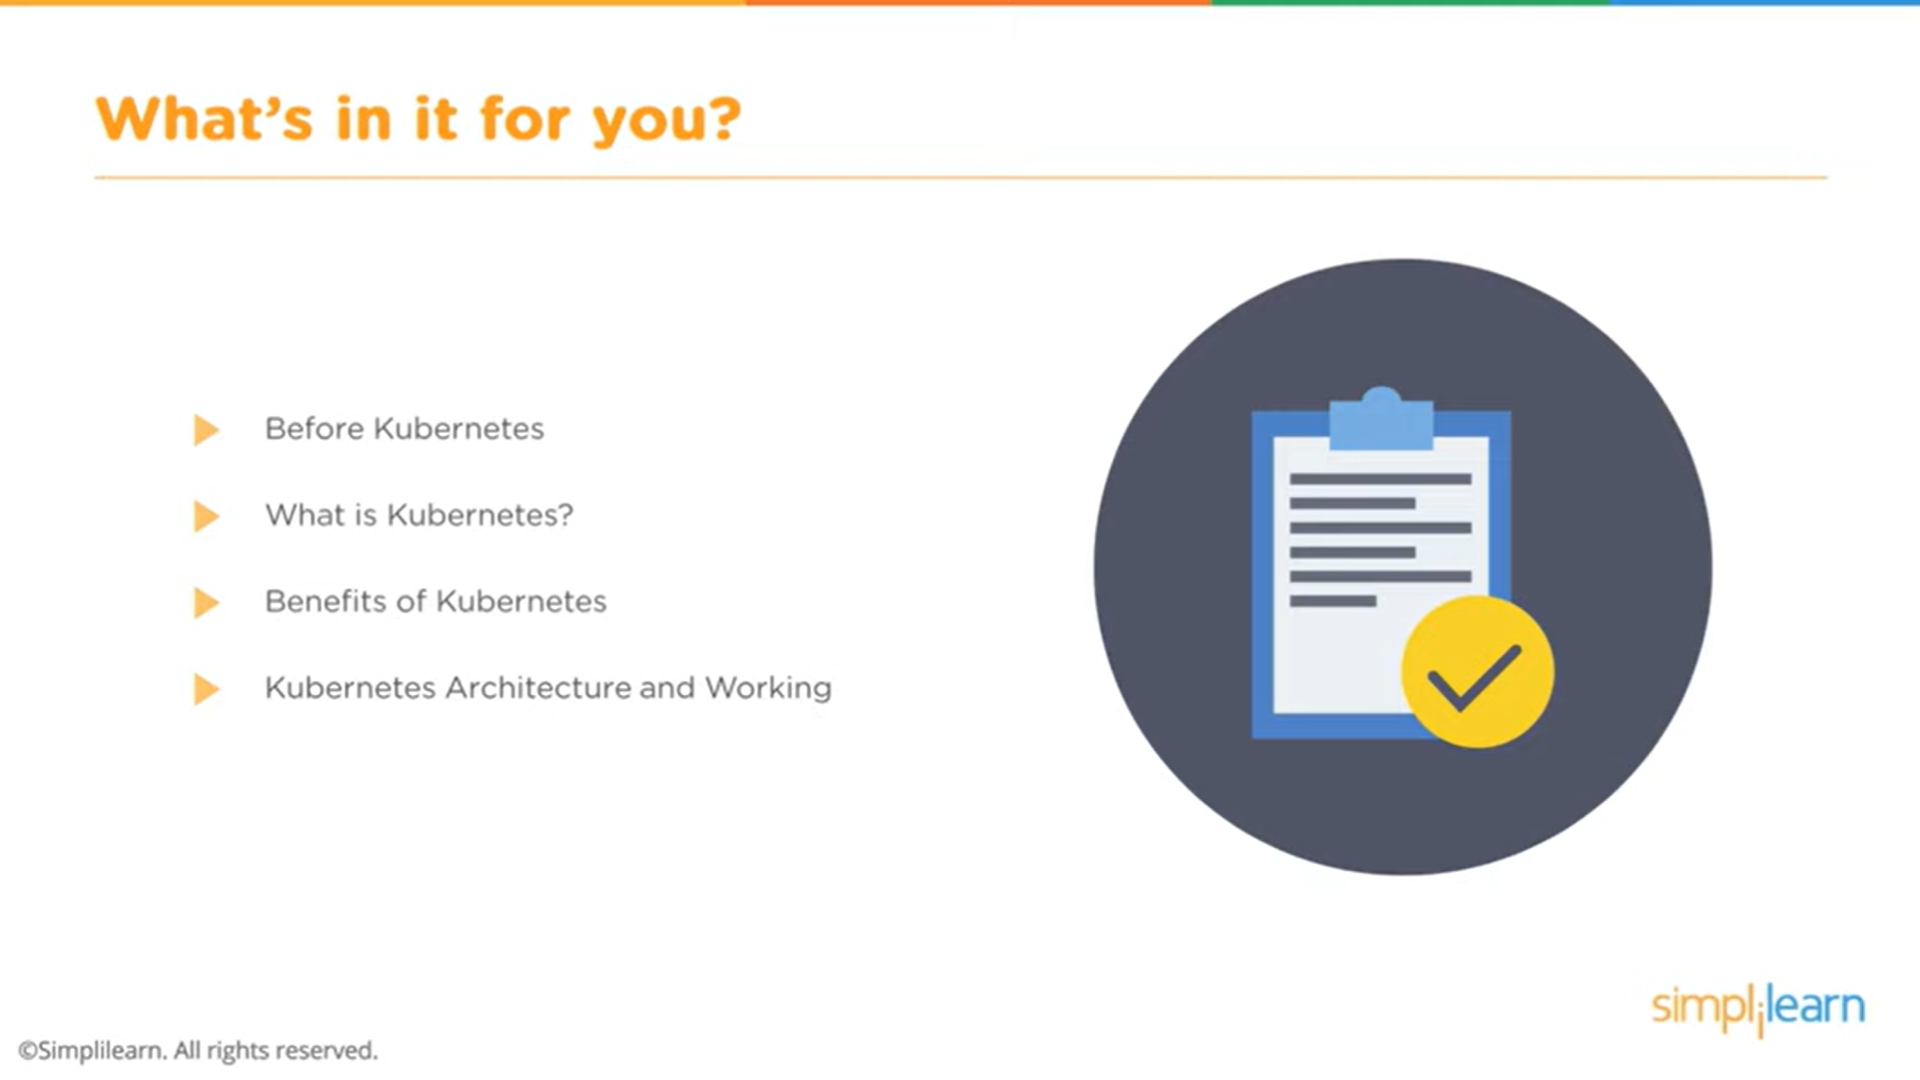 What’s in it for you?
Before Kubernetes
What is Kubernetes?
Benefits of Kubernetes
Kubernetes Architecture and Working
simplilearn
©Simplilearn. All rights reserved.